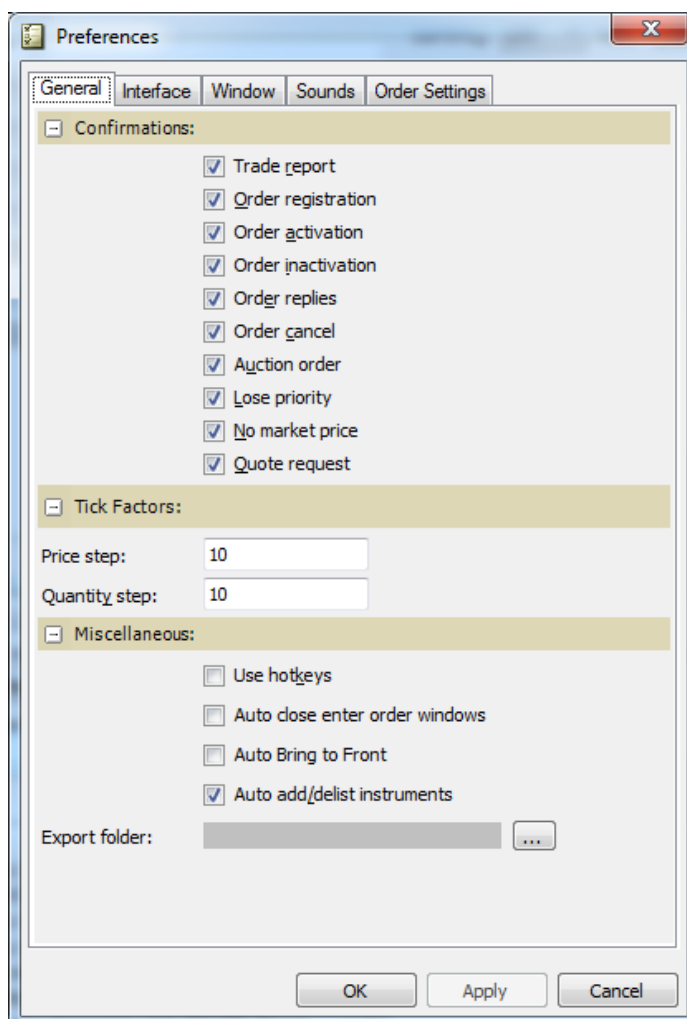 Preferences
General Interface Window Sounds Order Settings
Confirmations:
Trade report
Order registration
Order activation
Order inactivation
Order replies
Order cancel
Auction order
Lose priority
No market price
Quote request
Tick Factors:
Price step: 10
Quantity step: 10
Miscellaneous:
Use hotkeys
Auto close enter order windows
Auto Bring to Front
Auto add/delist instruments
Export folder: ...
OK Apply Cancel